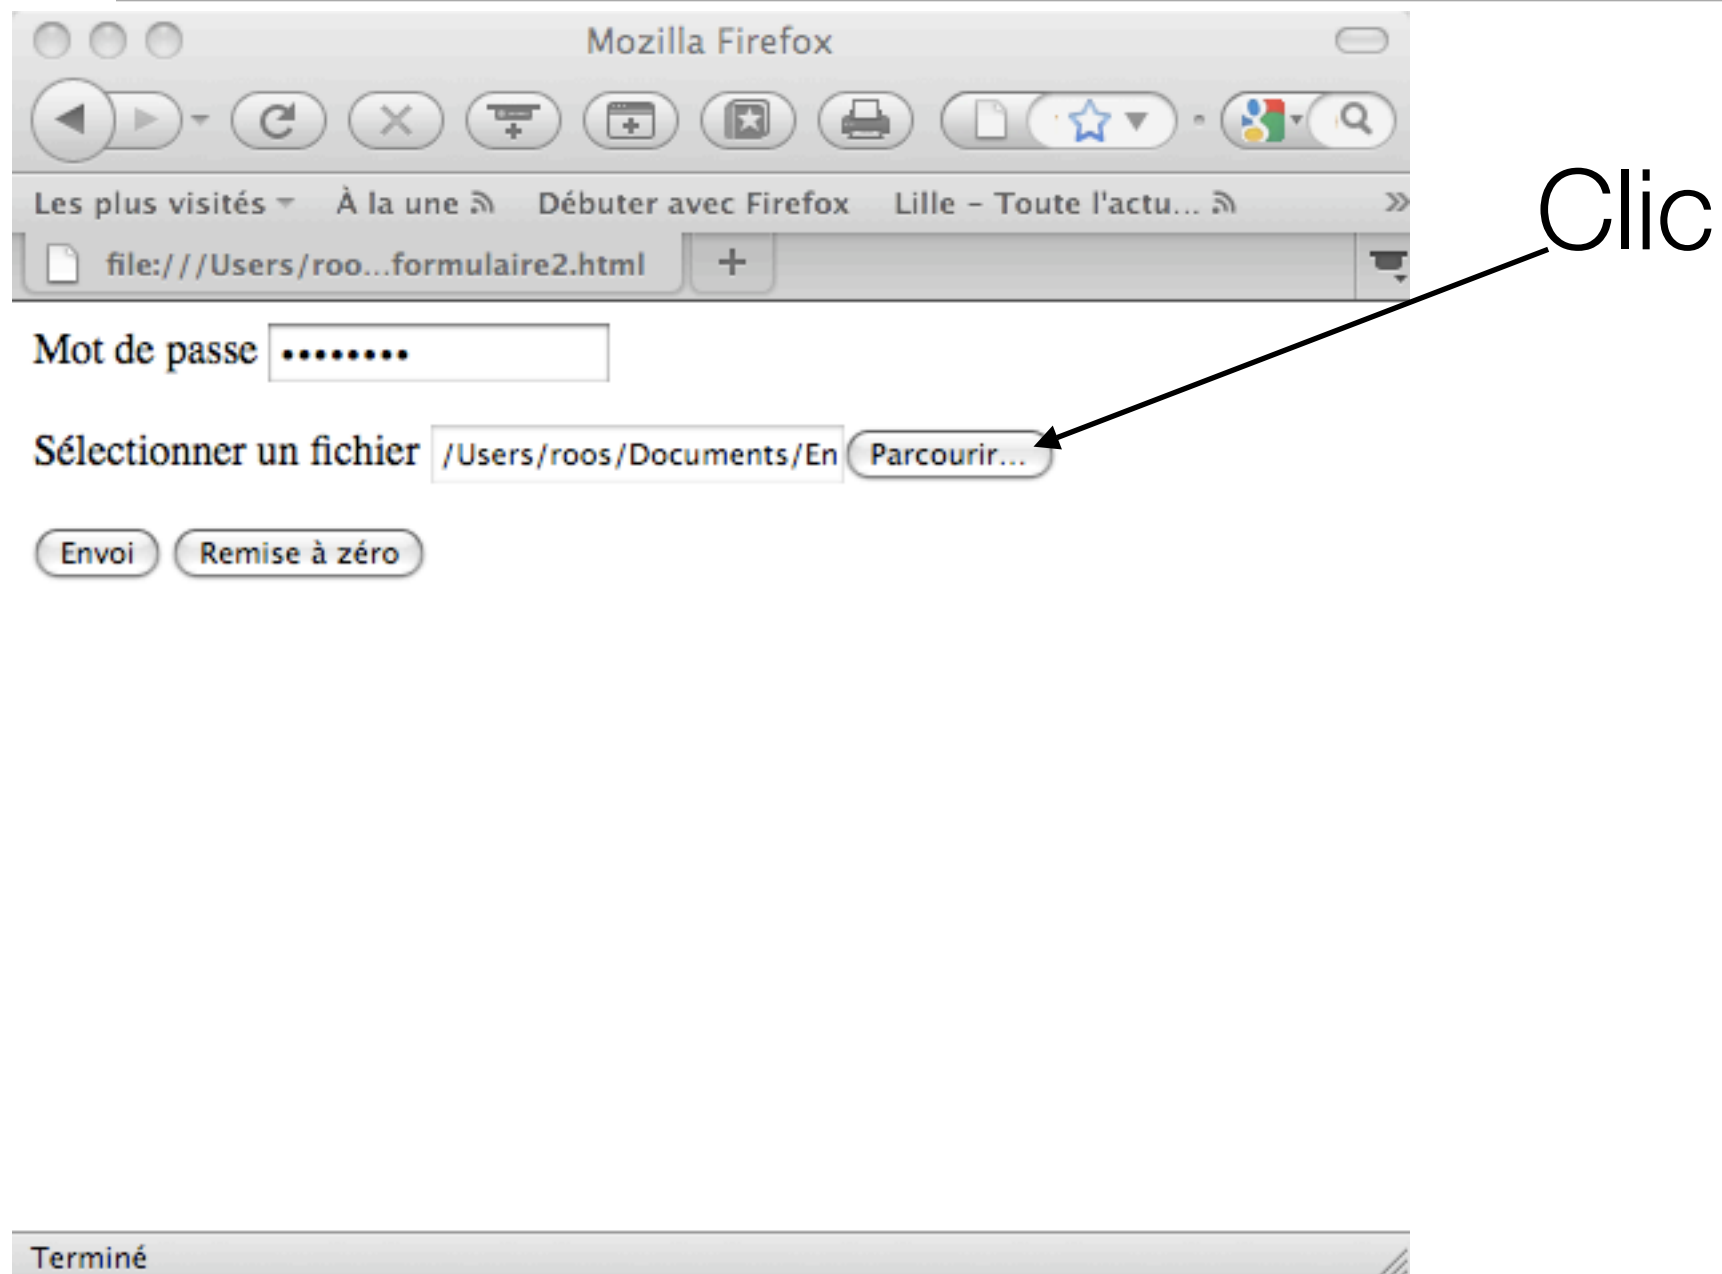 Mozilla Firefox
Les plus visités À la une Débuter avec Firefox Lille – Toute l'actu... »
Clic
file:///Users/roo...formulaire2.html +
Mot de passe ••••••••
Sélectionner un fichier /Users/roos/Documents/En Parcourir...
Envoi Remise à zéro
Terminé